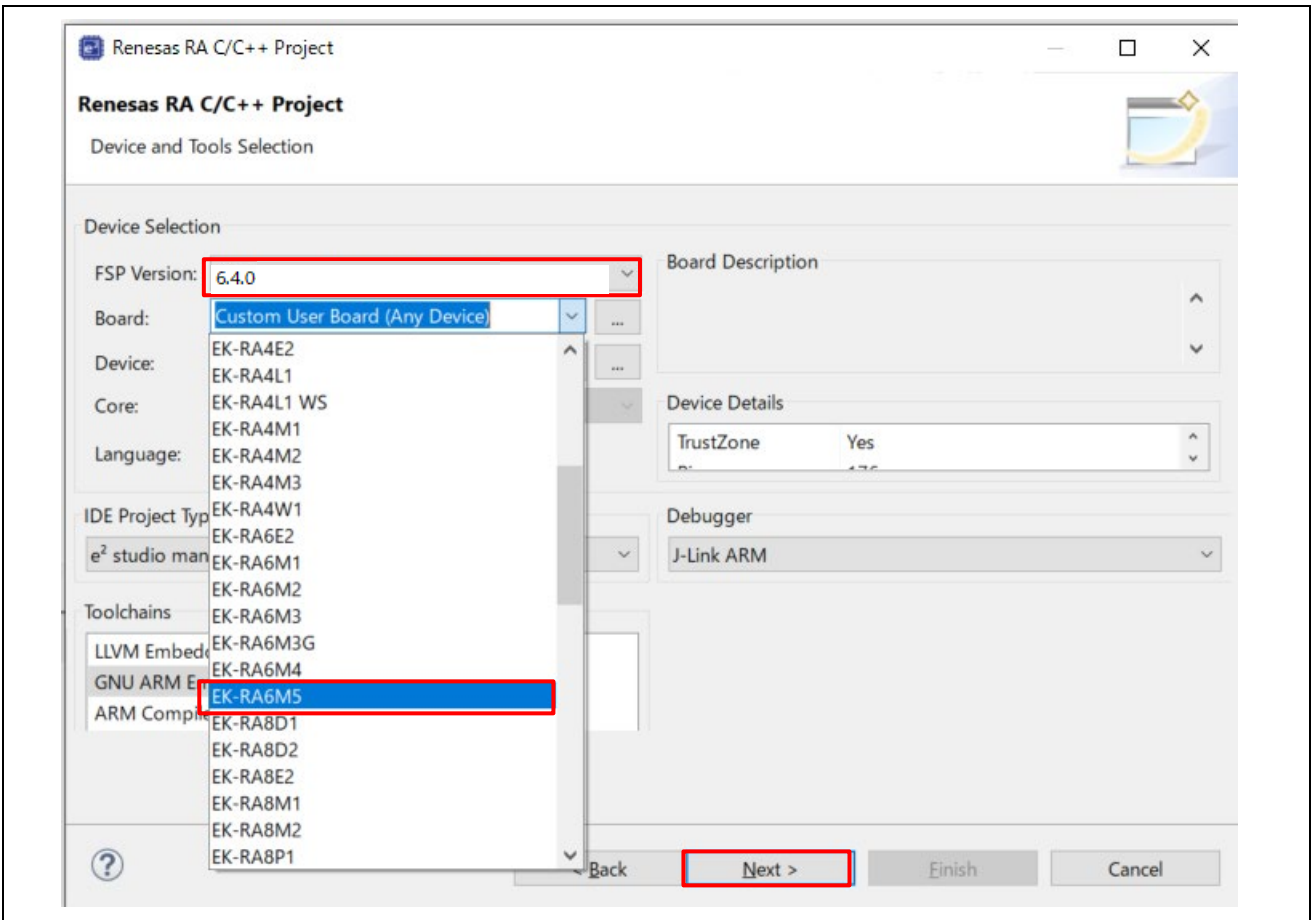 Renesas RA C/C++ Project
Renesas RA C/C++ Project
Device and Tools Selection
Device Selection
FSP Version:
6.4.0
Board:
Custom User Board (Any Device)
...
Device:
...
Core:
Language:
EK-RA4E2
EK-RA4L1
EK-RA4L1 WS
EK-RA4M1
EK-RA4M2
EK-RA4M3
EK-RA4W1
EK-RA6E2
EK-RA6M1
EK-RA6M2
EK-RA6M3
EK-RA6M3G
EK-RA6M4
EK-RA6M5
EK-RA8D1
EK-RA8D2
EK-RA8E2
EK-RA8M1
EK-RA8M2
EK-RA8P1
Board Description
Device Details
TrustZone Yes
IDE Project Typ
e² studio man
Debugger
J-Link ARM
Toolchains
LLVM Embed
GNU ARM E
ARM Compile
?
< Back
Next >
Finish
Cancel